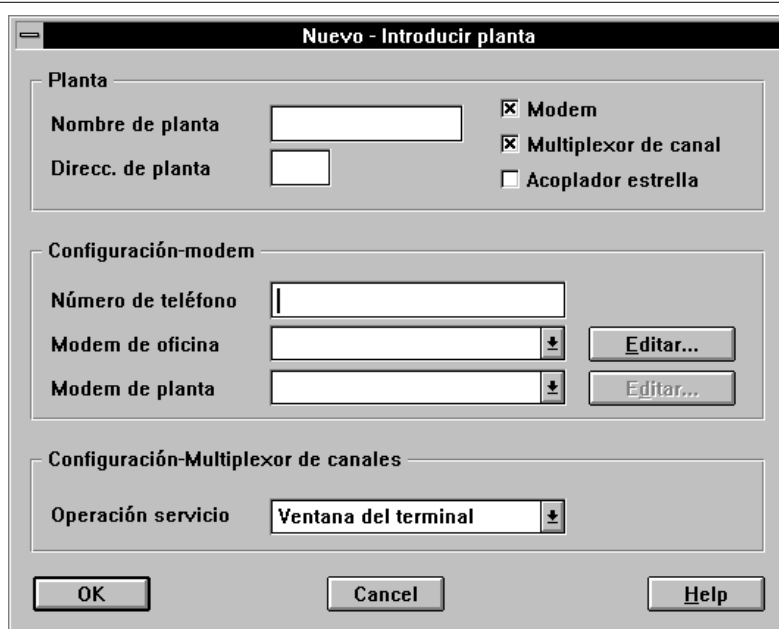 Nuevo - Introducir planta
Planta
Nombre de planta
Direcc. de planta
Modem
Multiplexor de canal
Acoplador estrella
Configuración-modem
Número de teléfono
Modem de oficina
Editar...
Modem de planta
Editar...
Configuración-Multiplexor de canales
Operación servicio
Ventana del terminal
OK
Cancel
Help